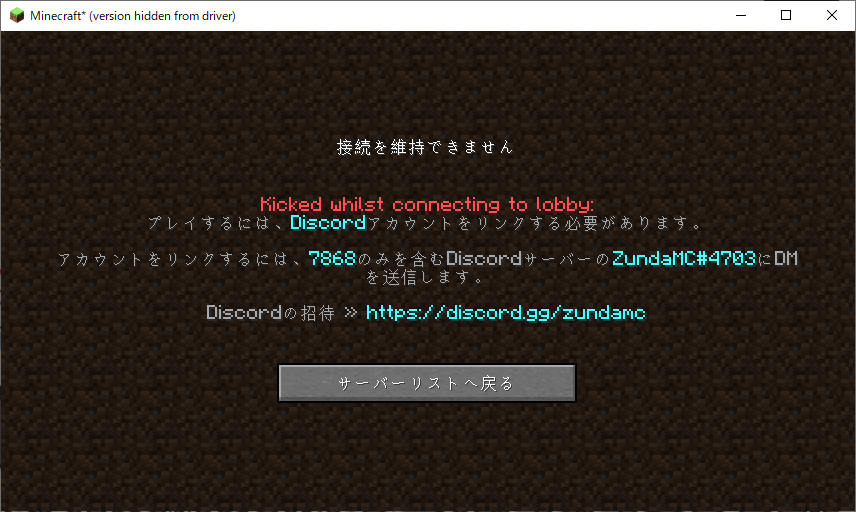 Minecraft* (version hidden from driver)
接続を維持できません
Kicked whilst connecting to lobby:
プレイするには、Discordアカウントをリンクする必要があります。
アカウントをリンクするには、7868のみを含むDiscordサーバーのZundaMC#4703にDM
を送信します。
Discordの招待 » https://discord.gg/zundamc
サーバーリストへ戻る